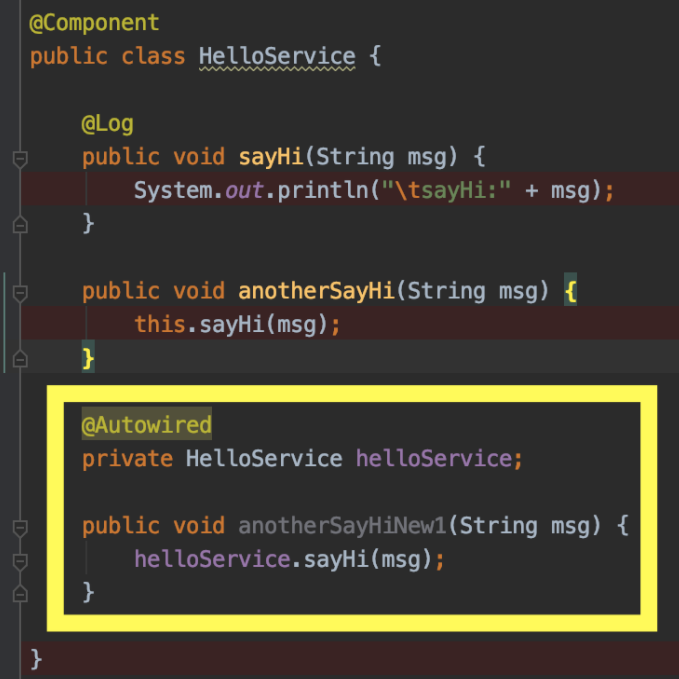 @Component
public class HelloService {
@Log
public void sayHi(String msg) {
System.out.println("\tsayHi:" + msg);
}
public void anotherSayHi(String msg) {
this.sayHi(msg);
}
@Autowired
private HelloService helloService;
public void anotherSayHiNew1(String msg) {
helloService.sayHi(msg);
}
}